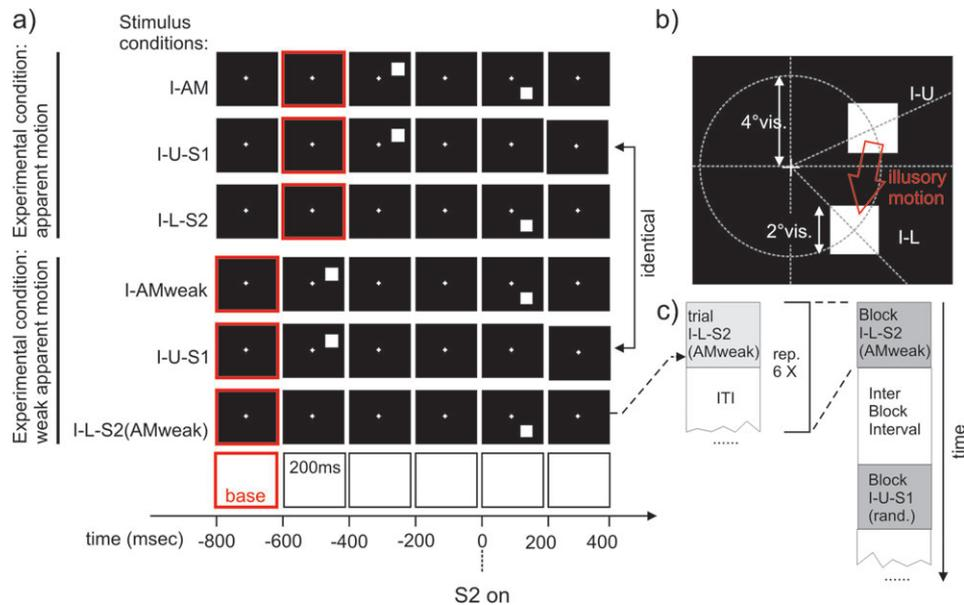 a)
Stimulus
conditions:
Experimental condition:
apparent motion
I-AM
I-U-S1
I-L-S2
Experimental condition:
weak apparent motion
I-AMweak
I-U-S1
I-L-S2(AMweak)
identical
base
200ms
time (msec)
-800
-600
-400
-200
0
200
400
S2 on
b)
4°vis.
I-U
illusory
motion
2°vis.
I-L
c)
trial
I-L-S2
(AMweak)
ITI
......
rep.
6 X
Block
I-L-S2
(AMweak)
Inter
Block
Interval
Block
I-U-S1
(rand.)
......
time